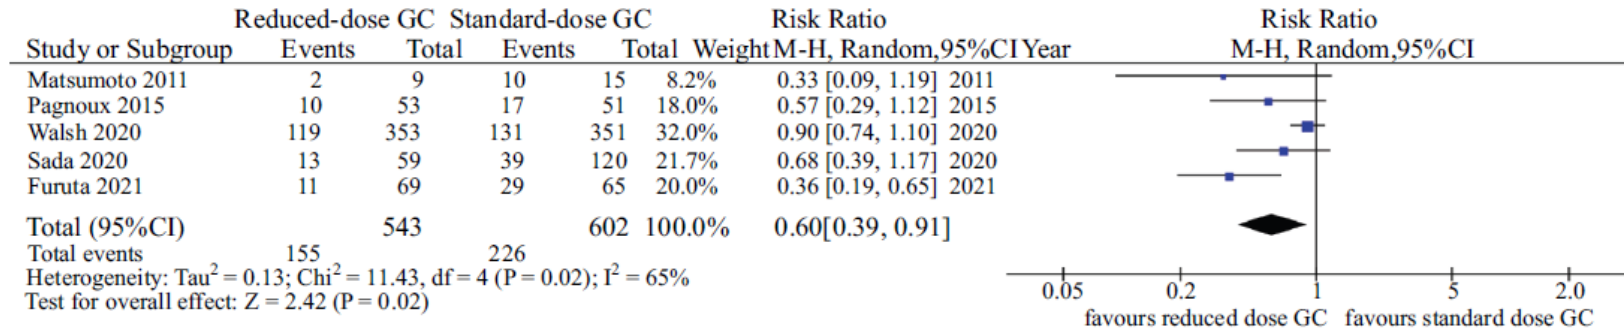 Reduced-dose GC Standard-dose GC Risk Ratio Risk Ratio
Study or Subgroup Events Total Events Total Weight M-H, Random,95%CI Year M-H, Random,95%CI
Matsumoto 2011 2 9 10 15 8.2% 0.33 [0.09, 1.19] 2011
Pagnoux 2015 10 53 17 51 18.0% 0.57 [0.29, 1.12] 2015
Walsh 2020 119 353 131 351 32.0% 0.90 [0.74, 1.10] 2020
Sada 2020 13 59 39 120 21.7% 0.68 [0.39, 1.17] 2020
Furuta 2021 11 69 29 65 20.0% 0.36 [0.19, 0.65] 2021
Total (95%CI) 543 602 100.0% 0.60[0.39, 0.91]
Total events 155 226
Heterogeneity: Tau² = 0.13; Chi² = 11.43, df = 4 (P = 0.02); I² = 65%
Test for overall effect: Z = 2.42 (P = 0.02)
0.05 0.2 1 5 2.0
favours reduced dose GC favours standard dose GC